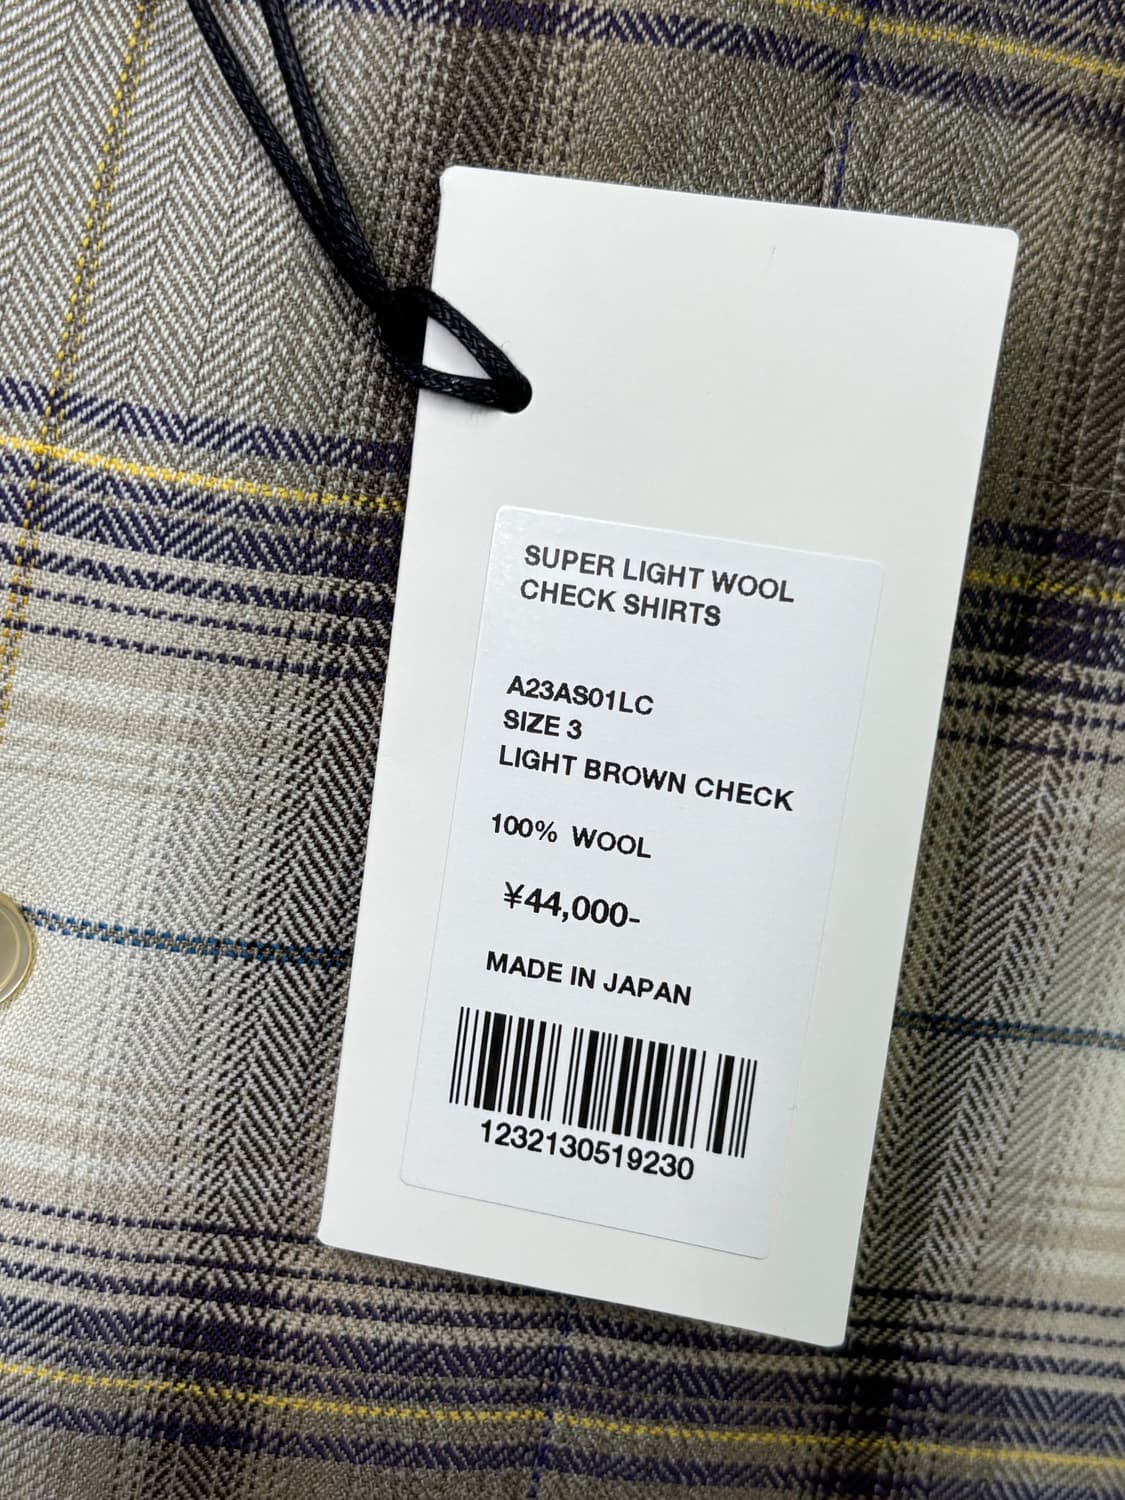 SUPER LIGHT WOOL
CHECK SHIRTS
A23AS01LC
SIZE 3
LIGHT BROWN CHECK
100% WOOL
¥44,000-
MADE IN JAPAN
1232130519230